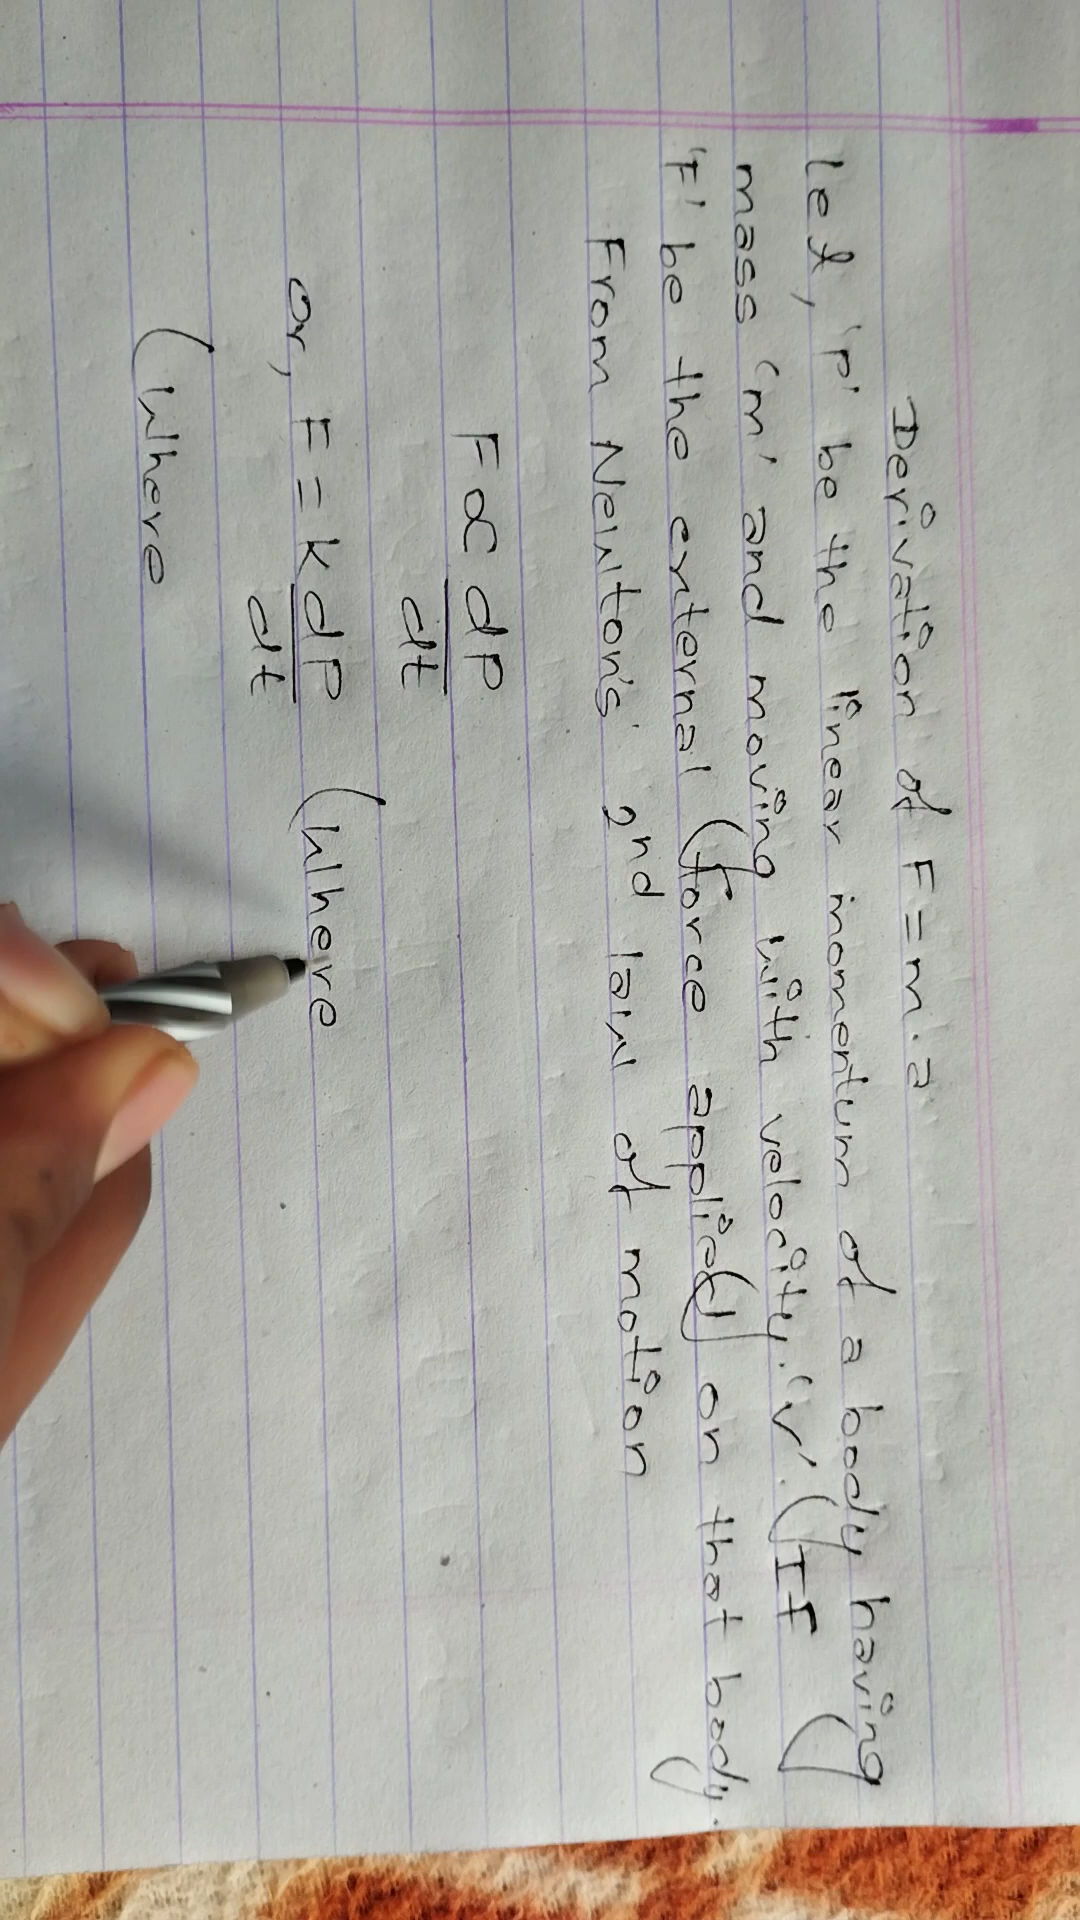 Derivation of F = m.a
let, 'p' be the linear momentum of a body having
mass 'm' and moving with velocity 'v'. (If
'F' be the external force applied on that body.
From Newton's 2nd law of motion
F ∝ dP/dt
or, F = k dP/dt (where
(where